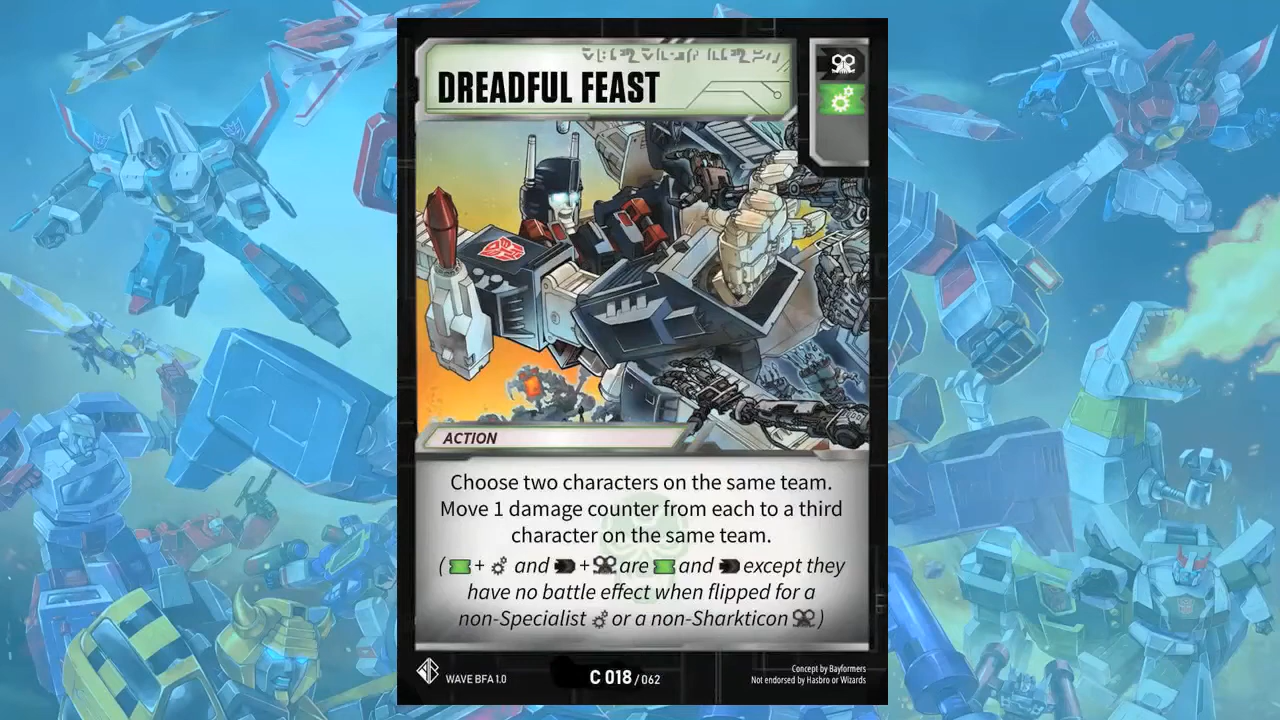 DREADFUL FEAST
ACTION
Choose two characters on the same team.
Move 1 damage counter from each to a third
character on the same team.
( + and + are and except they
have no battle effect when flipped for a
non-Specialist or a non-Sharkticon )
WAVE BFA 1.0
C 018/062
Concept by Bayformers
Not endorsed by Hasbro or Wizards